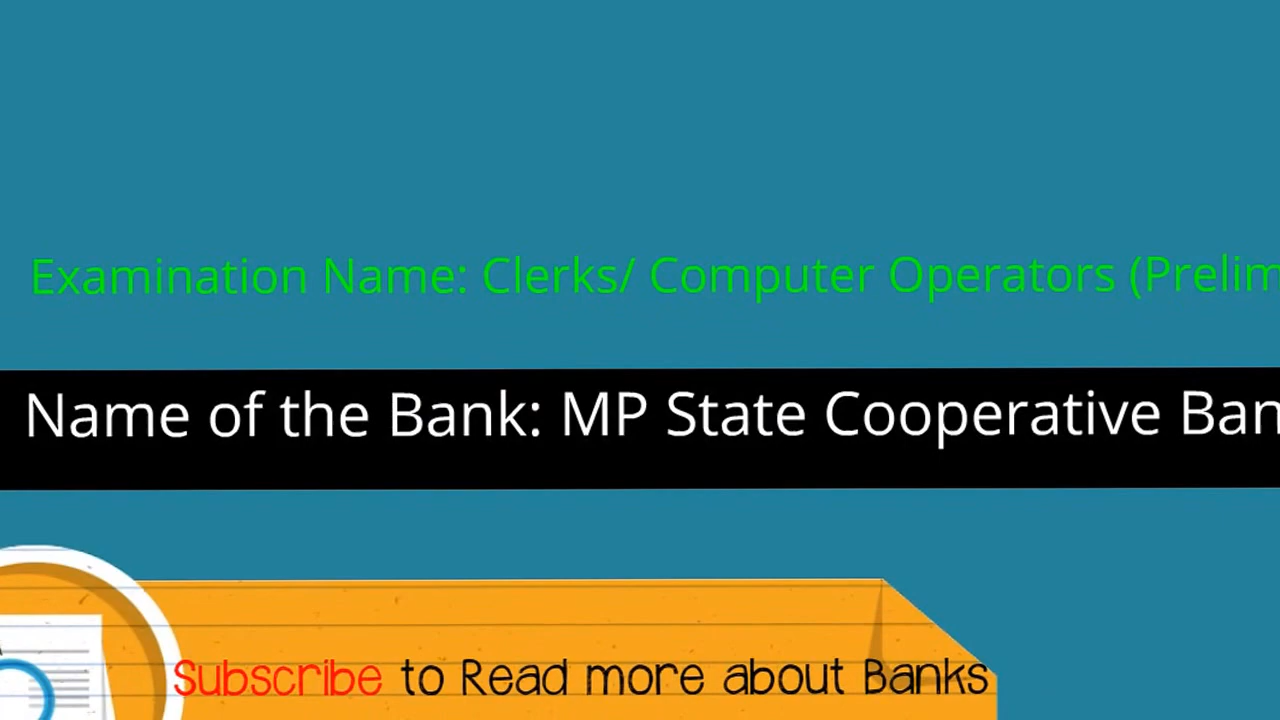 Examination Name: Clerks/ Computer Operators (Prelim
Name of the Bank: MP State Cooperative Ban
Subscribe to Read more about Banks